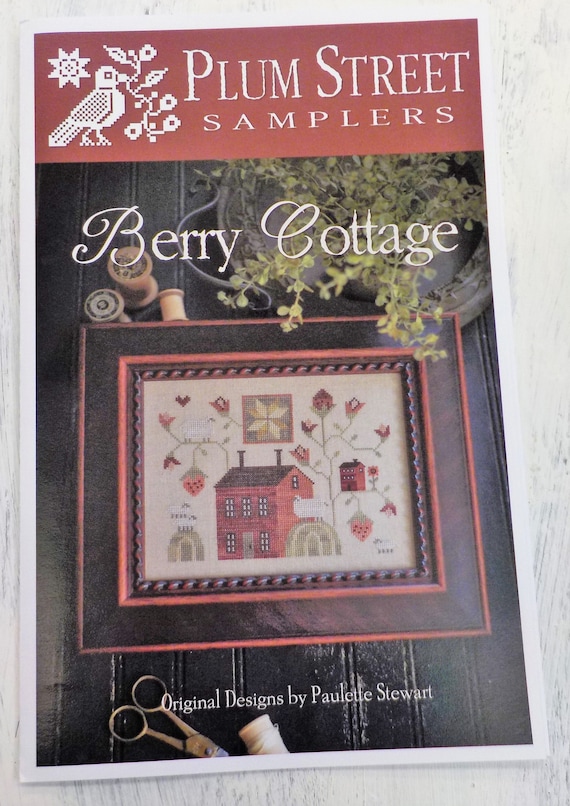 PLUM STREET
SAMPLERS
Berry Cottage
Original Designs by Paulette Stewart